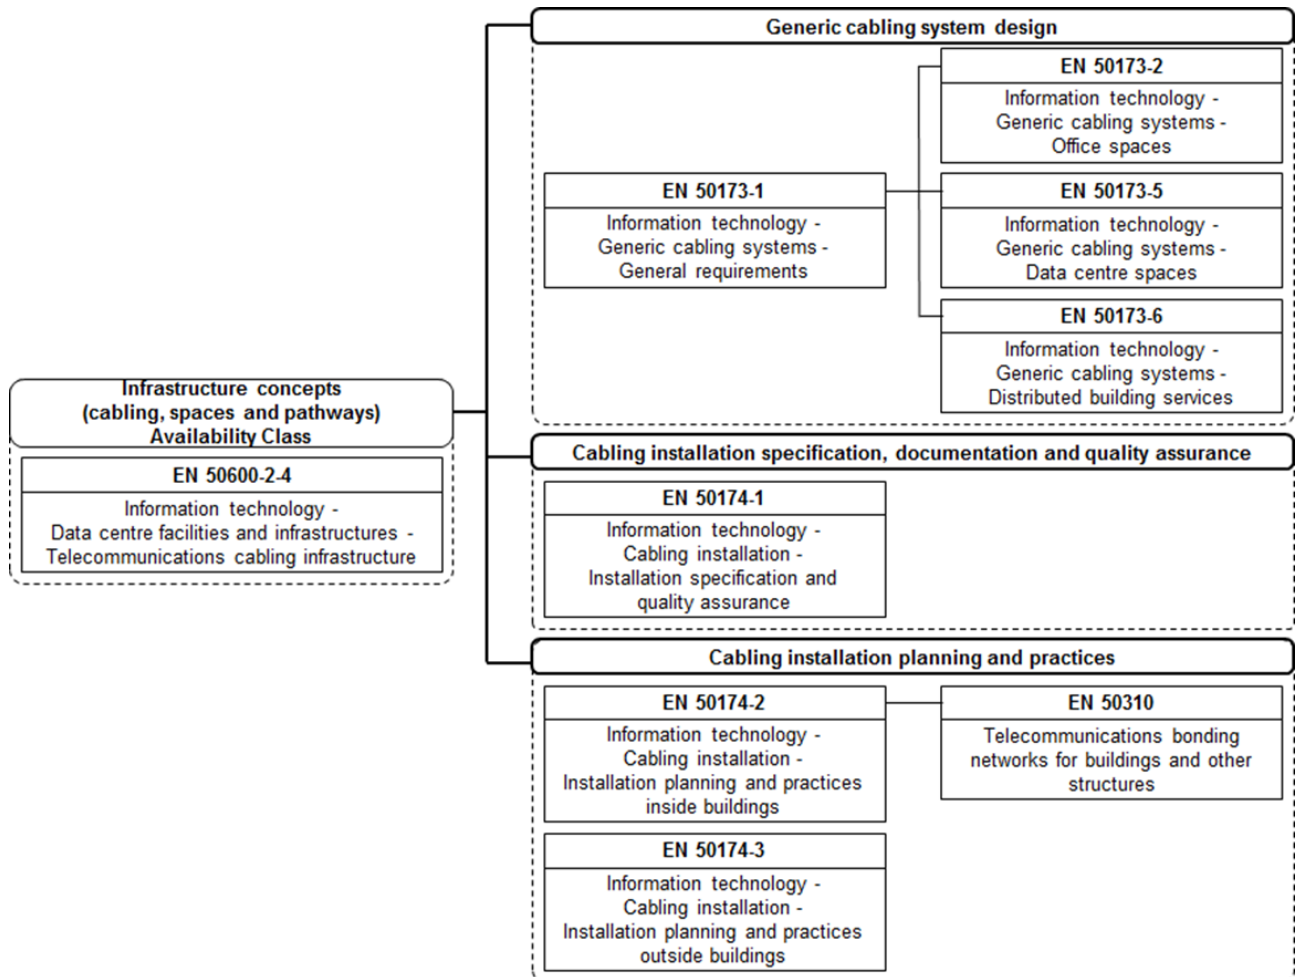 Generic cabling system design
EN 50173-2
Information technology -
Generic cabling systems -
Office spaces
EN 50173-1
Information technology -
Generic cabling systems -
General requirements
EN 50173-5
Information technology -
Generic cabling systems -
Data centre spaces
EN 50173-6
Information technology -
Generic cabling systems -
Distributed building services
Infrastructure concepts
(cabling, spaces and pathways)
Availability Class
EN 50600-2-4
Information technology -
Data centre facilities and infrastructures -
Telecommunications cabling infrastructure
Cabling installation specification, documentation and quality assurance
EN 50174-1
Information technology -
Cabling installation -
Installation specification and
quality assurance
Cabling installation planning and practices
EN 50174-2
Information technology -
Cabling installation -
Installation planning and practices
inside buildings
EN 50310
Telecommunications bonding
networks for buildings and other
structures
EN 50174-3
Information technology -
Cabling installation -
Installation planning and practices
outside buildings